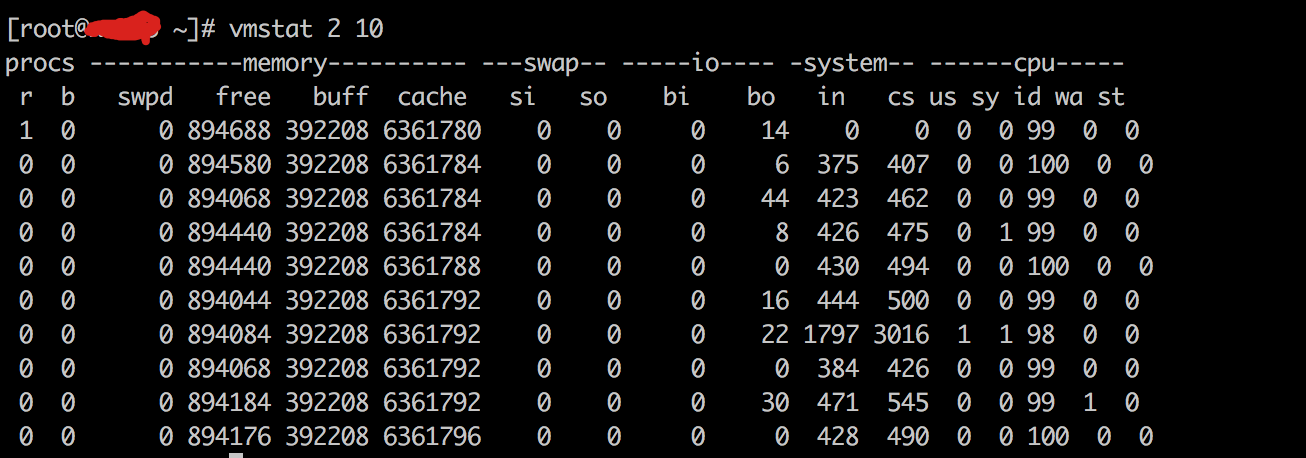 [root@ ~]# vmstat 2 10
procs -----------memory---------- ---swap-- -----io---- -system-- ------cpu-----
 r  b   swpd   free   buff  cache   si   so    bi    bo   in   cs us sy id wa st
 1  0      0 894688 392208 6361780    0    0     0    14    0    0  0  0 99  0  0
 0  0      0 894580 392208 6361784    0    0     0     6  375  407  0  0 100  0  0
 0  0      0 894068 392208 6361784    0    0     0    44  423  462  0  0 99  0  0
 0  0      0 894440 392208 6361784    0    0     0     8  426  475  0  1 99  0  0
 0  0      0 894440 392208 6361788    0    0     0     0  430  494  0  0 100  0  0
 0  0      0 894044 392208 6361792    0    0     0    16  444  500  0  0 99  0  0
 0  0      0 894084 392208 6361792    0    0     0    22 1797 3016  1  1 98  0  0
 0  0      0 894068 392208 6361792    0    0     0     0  384  426  0  0 99  0  0
 0  0      0 894184 392208 6361792    0    0     0    30  471  545  0  0 99  1  0
 0  0      0 894176 392208 6361796    0    0     0     0  428  490  0  0 100  0  0